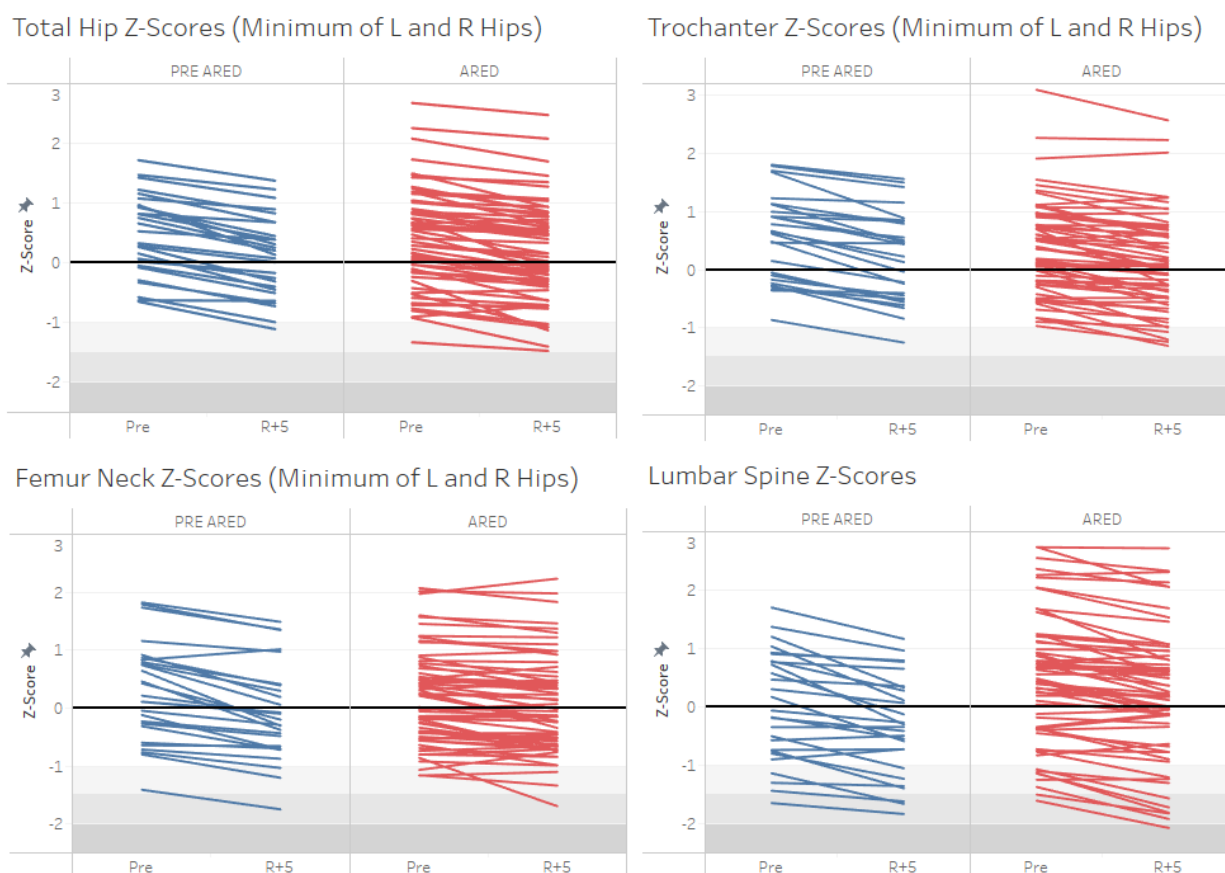 Total Hip Z-Scores (Minimum of L and R Hips)
PRE ARED ARED
3
2
1
0
-1
-2
Z-Score
Pre R+5 Pre R+5
Trochanter Z-Scores (Minimum of L and R Hips)
PRE ARED ARED
3
2
1
0
-1
-2
Z-Score
Pre R+5 Pre R+5
Femur Neck Z-Scores (Minimum of L and R Hips)
PRE ARED ARED
3
2
1
0
-1
-2
Z-Score
Pre R+5 Pre R+5
Lumbar Spine Z-Scores
PRE ARED ARED
3
2
1
0
-1
-2
Z-Score
Pre R+5 Pre R+5